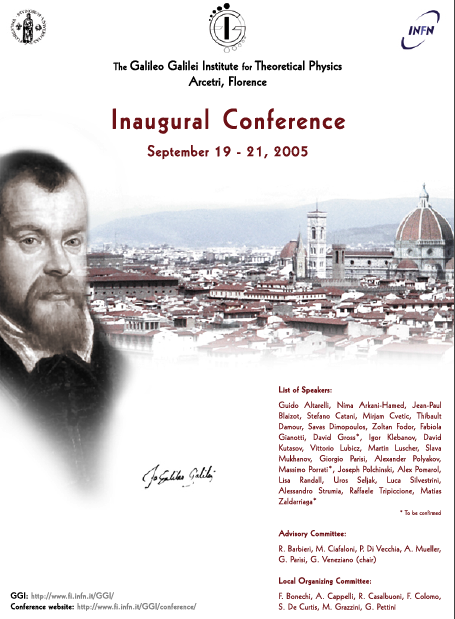 INFN
The Galileo Galilei Institute for Theoretical Physics
Arcetri, Florence
Inaugural Conference
September 19 - 21, 2005
List of Speakers:
Guido Altarelli, Nima Arkani-Hamed, Jean-Paul
Blaizot, Stefano Catani, Mirjam Cvetic, Thibault
Damour, Savas Dimopoulos, Zoltan Fodor, Fabiola
Gianotti, David Gross*, Igor Klebanov, David
Kutasov, Vittorio Lubicz, Martin Luscher, Slava
Mukhanov, Giorgio Parisi, Alexander Polyakov,
Massimo Porrati*, Joseph Polchinski, Alex Pomarol,
Lisa Randall, Uros Seljak, Luca Silvestrini,
Alessandro Strumia, Raffaele Tripiccione, Matias
Zaldarriaga*
* To be confirmed
Io Galileo Galilei
Advisory Committee:
R. Barbieri, M. Ciafaloni, P. Di Vecchia, A. Mueller,
G. Parisi, G. Veneziano (chair)
Local Organizing Committee:
F. Bonechi, A. Cappelli, R. Casalbuoni, F. Colomo,
S. De Curtis, M. Grazzini, G. Pettini
GGI: http://www.fi.infn.it/GGI/
Conference website: http://www.fi.infn.it/GGI/conference/